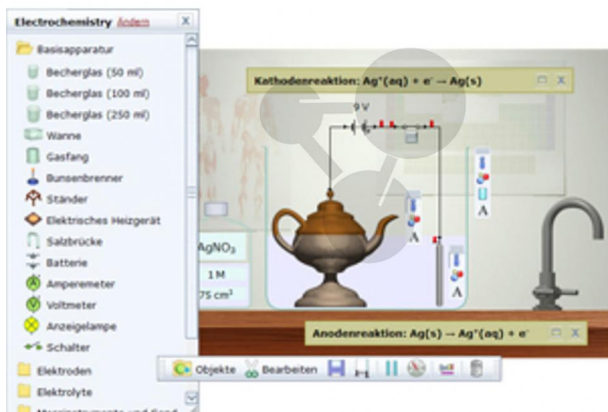 Electrochemistry Ändern X
Basisapparatur
Becherglas (50 ml)
Becherglas (100 ml)
Becherglas (250 ml)
Wanne
Gasfang
Bunsenbrenner
Ständer
Elektrisches Heizgerät
Salzbrücke
Batterie
Amperemeter
Voltmeter
Anzeigelampe
Schalter
Elektroden
Elektrolyte
Kathodenreaktion: Ag⁺(aq) + e⁻ → Ag(s) X
9 V
A
A
A
AgNO₃
1 M
75 cm³
Anodenreaktion: Ag(s) → Ag⁺(aq) + e⁻ X
Objekte Bearbeiten